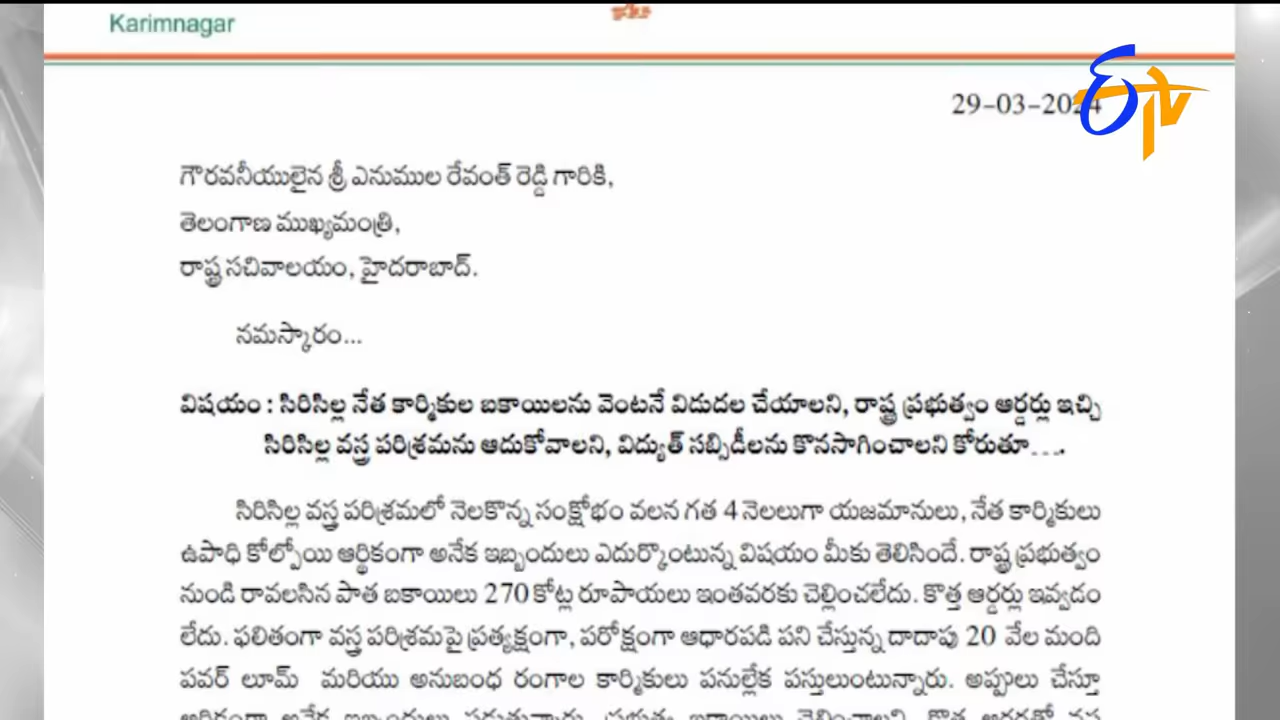 Karimnagar
ETV
29-03-2024
గౌరవనీయులైన శ్రీ ఎనుముల రేవంత్ రెడ్డి గారికి,
తెలంగాణ ముఖ్యమంత్రి,
రాష్ట్ర సచివాలయం, హైదరాబాద్.
నమస్కారం...
విషయం : సిరిసిల్ల నేత కార్మికుల బకాయిలను వెంటనే విడుదల చేయాలని, రాష్ట్ర ప్రభుత్వం ఆర్డర్లు ఇచ్చి
సిరిసిల్ల వస్త్ర పరిశ్రమను ఆదుకోవాలని, విద్యుత్ సబ్సిడీలను కొనసాగించాలని కోరుతూ....
సిరిసిల్ల వస్త్ర పరిశ్రమలో నెలకొన్న సంక్షోభం వలన గత 4 నెలలుగా యజమానులు, నేత కార్మికులు
ఉపాధి కోల్పోయి ఆర్థికంగా అనేక ఇబ్బందులు ఎదుర్కొంటున్న విషయం మీకు తెలిసిందే. రాష్ట్ర ప్రభుత్వం
నుండి రావలసిన పాత బకాయిలు 270 కోట్ల రూపాయలు ఇంతవరకు చెల్లించలేదు. కొత్త ఆర్డర్లు ఇవ్వడం
లేదు. ఫలితంగా వస్త్ర పరిశ్రమపై ప్రత్యక్షంగా, పరోక్షంగా ఆధారపడి పని చేస్తున్న దాదాపు 20 వేల మంది
పవర్ లూమ్ మరియు అనుబంధ రంగాల కార్మికులు పనుల్లేక పస్తులుంటున్నారు. అప్పులు చేస్తూ